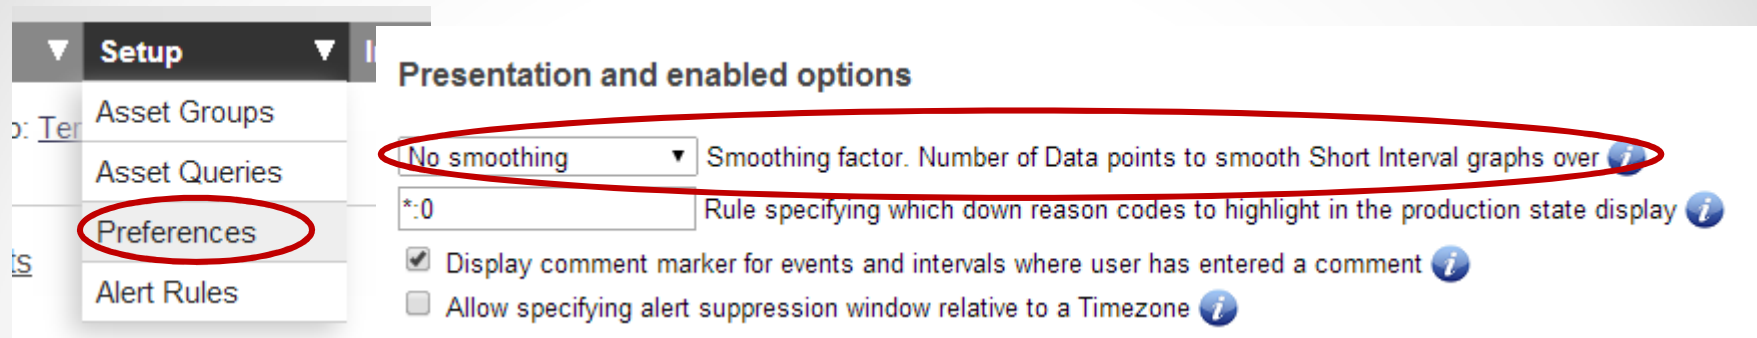 Setup
Asset Groups
Asset Queries
Preferences
Alert Rules
Presentation and enabled options
No smoothing Smoothing factor. Number of Data points to smooth Short Interval graphs over
*:0 Rule specifying which down reason codes to highlight in the production state display
Display comment marker for events and intervals where user has entered a comment
Allow specifying alert suppression window relative to a Timezone